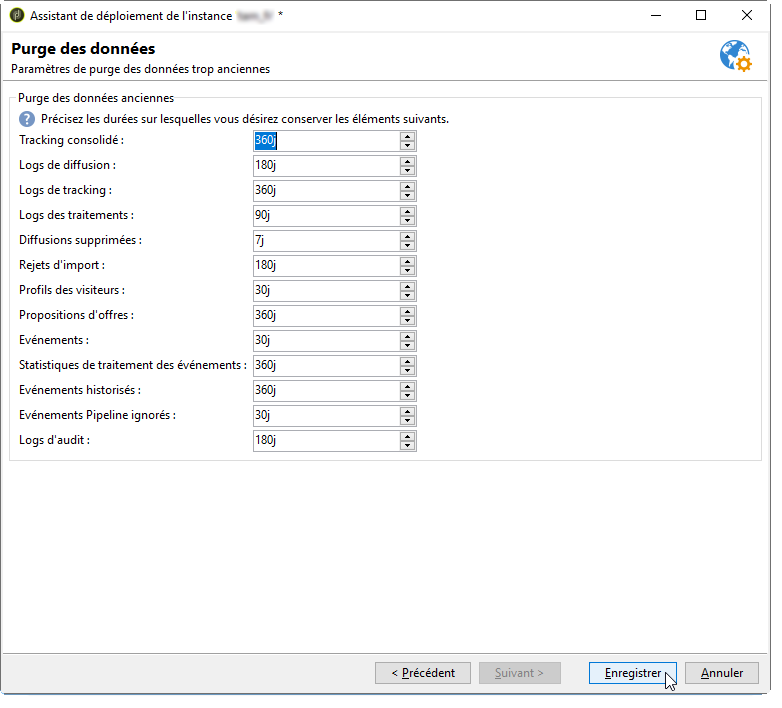 Assistant de déploiement de l'instance *
Purge des données
Paramètres de purge des données trop anciennes
Purge des données anciennes
? Précisez les durées sur lesquelles vous désirez conserver les éléments suivants.
Tracking consolidé : 360j
Logs de diffusion : 180j
Logs de tracking : 360j
Logs des traitements : 90j
Diffusions supprimées : 7j
Rejets d'import : 180j
Profils des visiteurs : 30j
Propositions d'offres : 360j
Evénements : 30j
Statistiques de traitement des événements : 360j
Evénements historisés : 360j
Evénements Pipeline ignorés : 30j
Logs d'audit : 180j
< Précédent Suivant > Enregistrer Annuler